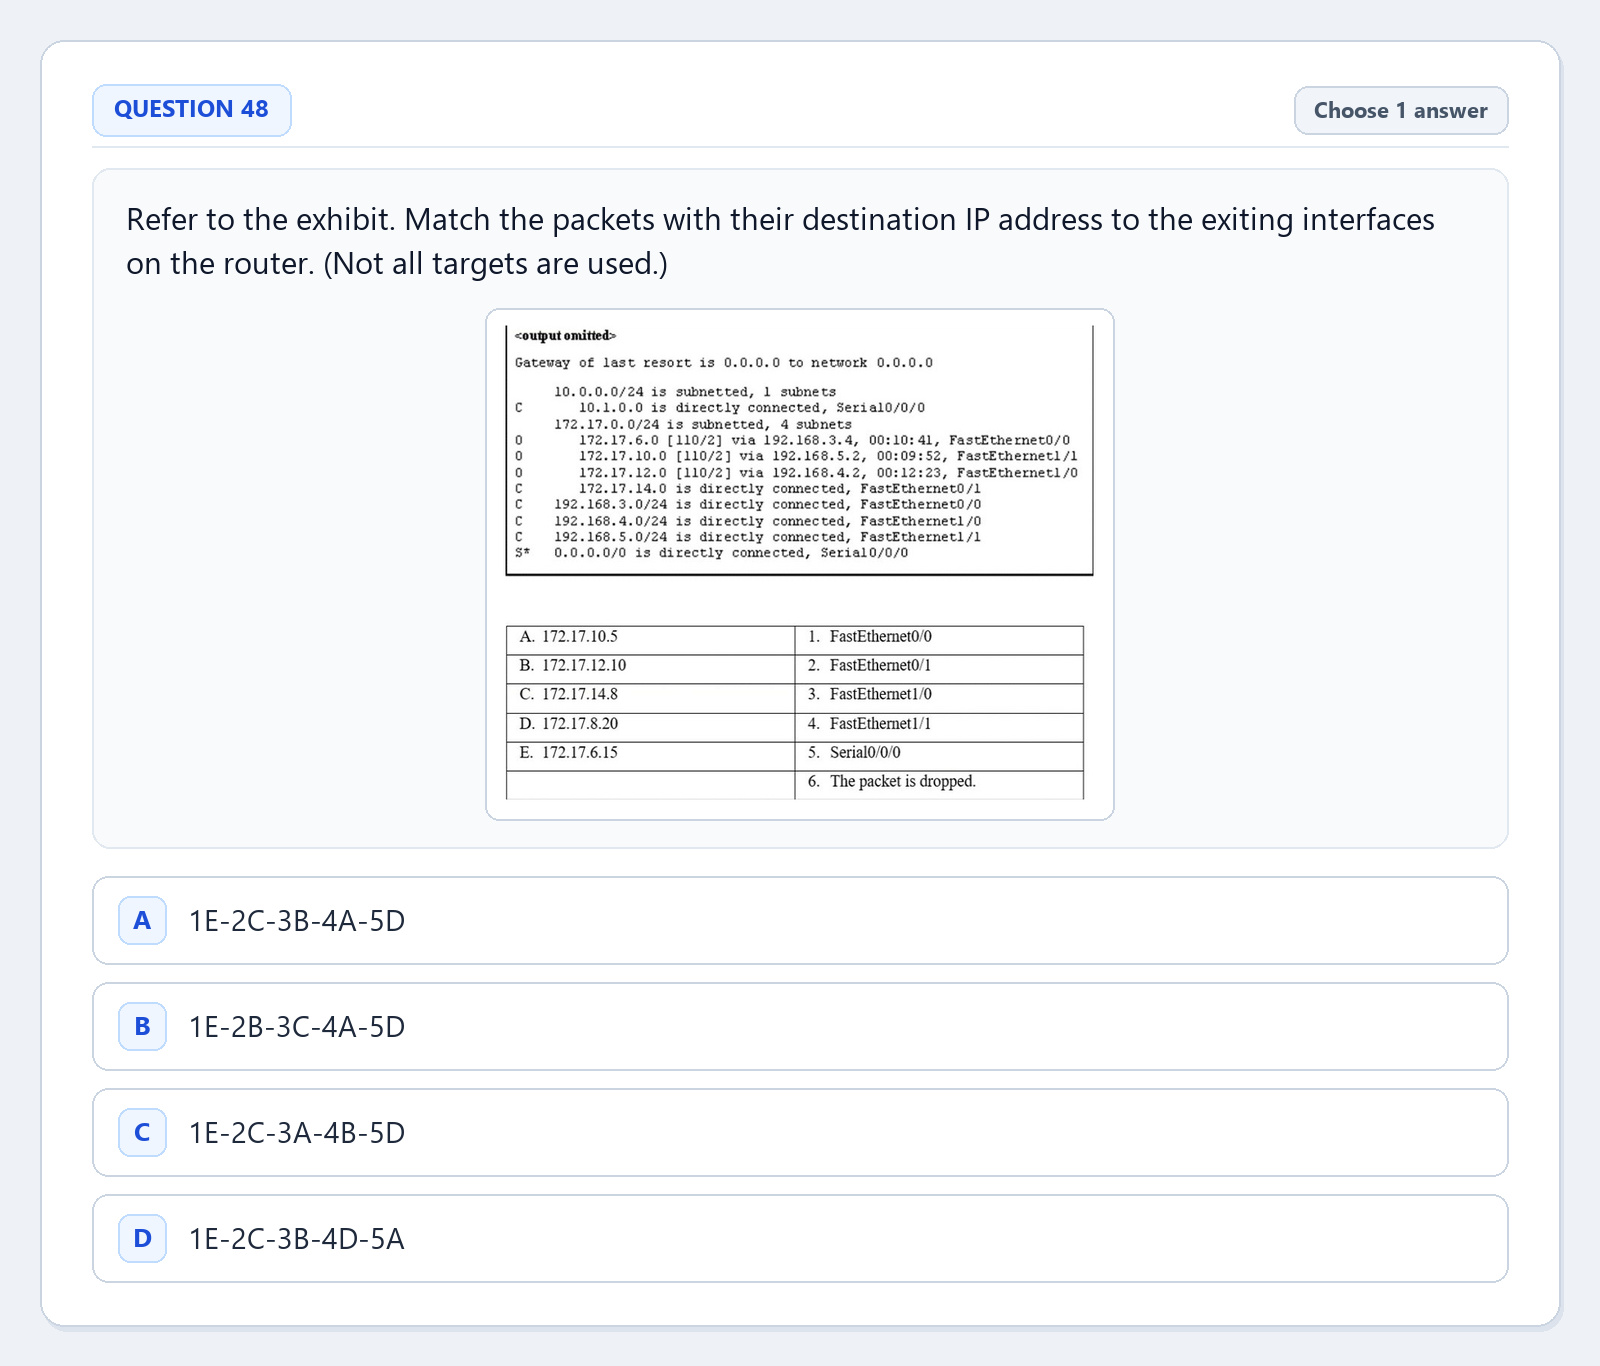 QUESTION 48
Choose 1 answer
Refer to the exhibit. Match the packets with their destination IP address to the exiting interfaces
on the router. (Not all targets are used.)
<output omitted>
Gateway of last resort is 0.0.0.0 to network 0.0.0.0
10.0.0.0/24 is subnetted, 1 subnets
C 10.1.0.0 is directly connected, Serial0/0/0
172.17.0.0/24 is subnetted, 4 subnets
O 172.17.6.0 [110/2] via 192.168.3.4, 00:10:41, FastEthernet0/0
O 172.17.10.0 [110/2] via 192.168.5.2, 00:09:52, FastEthernet1/1
O 172.17.12.0 [110/2] via 192.168.4.2, 00:12:23, FastEthernet1/0
C 172.17.14.0 is directly connected, FastEthernet0/1
C 192.168.3.0/24 is directly connected, FastEthernet0/0
C 192.168.4.0/24 is directly connected, FastEthernet1/0
C 192.168.5.0/24 is directly connected, FastEthernet1/1
S* 0.0.0.0/0 is directly connected, Serial0/0/0
A. 172.17.10.5 1. FastEthernet0/0
B. 172.17.12.10 2. FastEthernet0/1
C. 172.17.14.8 3. FastEthernet1/0
D. 172.17.8.20 4. FastEthernet1/1
E. 172.17.6.15 5. Serial0/0/0
6. The packet is dropped.
A 1E-2C-3B-4A-5D
B 1E-2B-3C-4A-5D
C 1E-2C-3A-4B-5D
D 1E-2C-3B-4D-5A